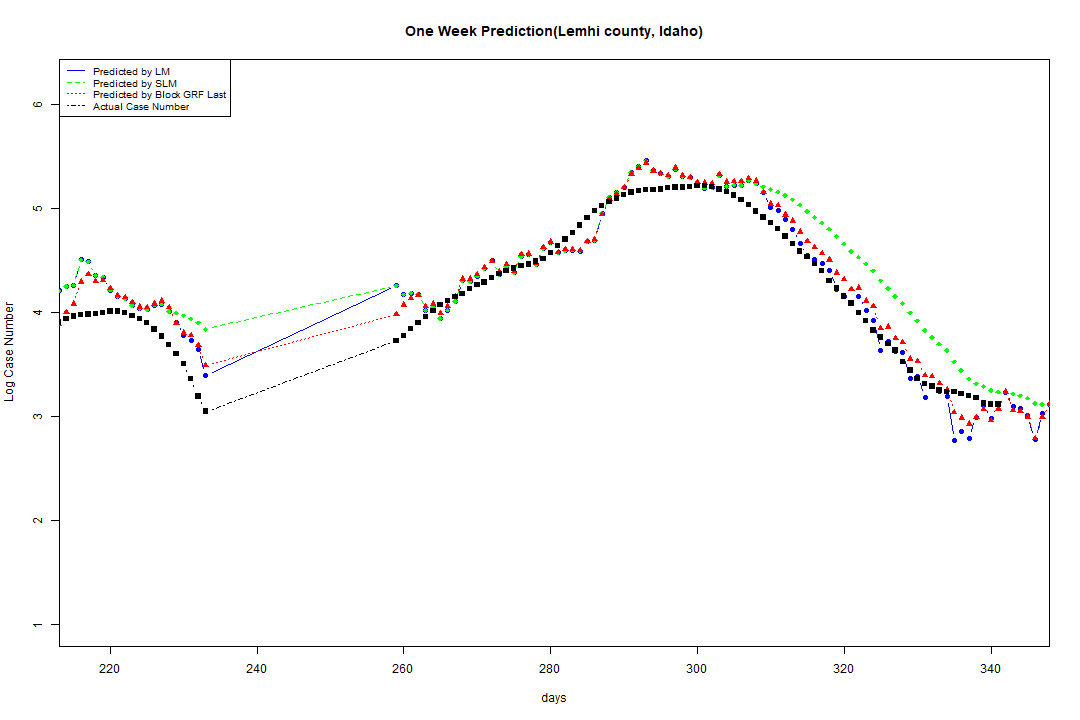 One Week Prediction(Lemhi county, Idaho)
Predicted by LM
Predicted by SLM
Predicted by Block GRF Last
Actual Case Number
6
5
4
3
2
1
Log Case Number
220 240 260 280 300 320 340
days